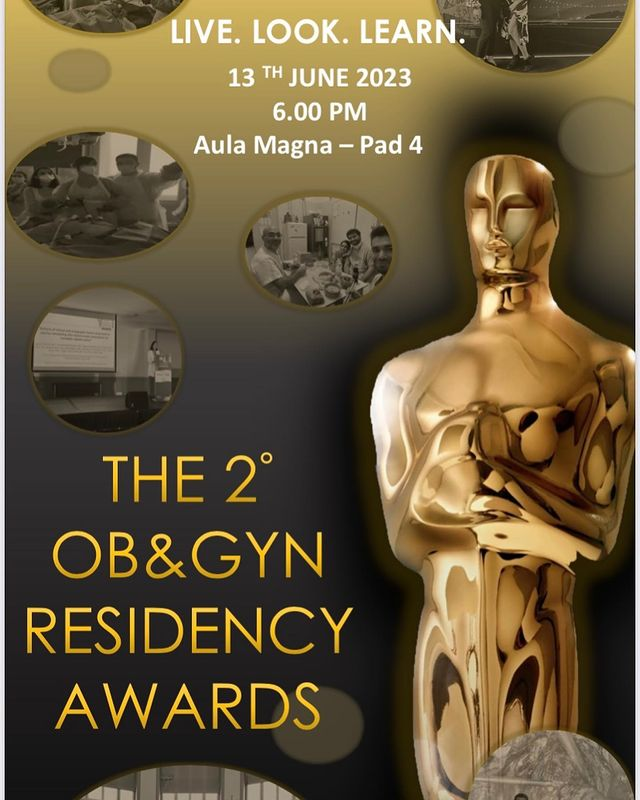 LIVE. LOOK. LEARN.
13 TH JUNE 2023
6.00 PM
Aula Magna – Pad 4
THE 2°
OB&GYN
RESIDENCY
AWARDS